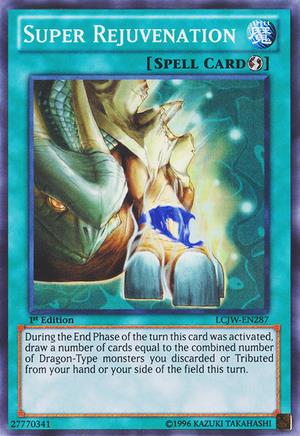 SUPER REJUVENATION
魔
[SPELL CARD]
1st Edition
LCJW-EN287
During the End Phase of the turn this card was activated,
draw a number of cards equal to the combined number
of Dragon-Type monsters you discarded or Tributed
from your hand or your side of the field this turn.
27770341
©1996 KAZUKI TAKAHASHI